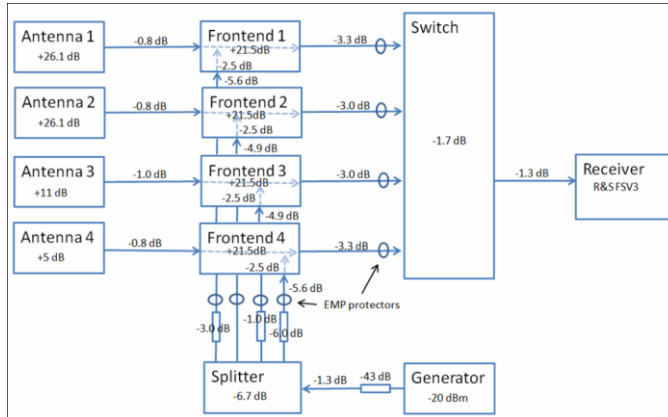 Antenna 1
+26.1 dB
-0.8 dB
Frontend 1
+21.5dB
-2.5 dB
-3.3 dB
Switch
-5.6 dB
Antenna 2
+26.1 dB
-0.8 dB
Frontend 2
+21.5dB
-2.5 dB
-3.0 dB
-1.7 dB
-4.9 dB
Antenna 3
+11 dB
-1.0 dB
Frontend 3
+21.5dB
-2.5 dB
-3.0 dB
-1.3 dB
Receiver
R&S FSV3
-4.9 dB
Antenna 4
+5 dB
-0.8 dB
Frontend 4
+21.5dB
-2.5 dB
-3.3 dB
-5.6 dB
EMP protectors
-3.0 dB
-1.0 dB
-6.0 dB
Splitter
-6.7 dB
-1.3 dB
-43 dB
Generator
-20 dBm